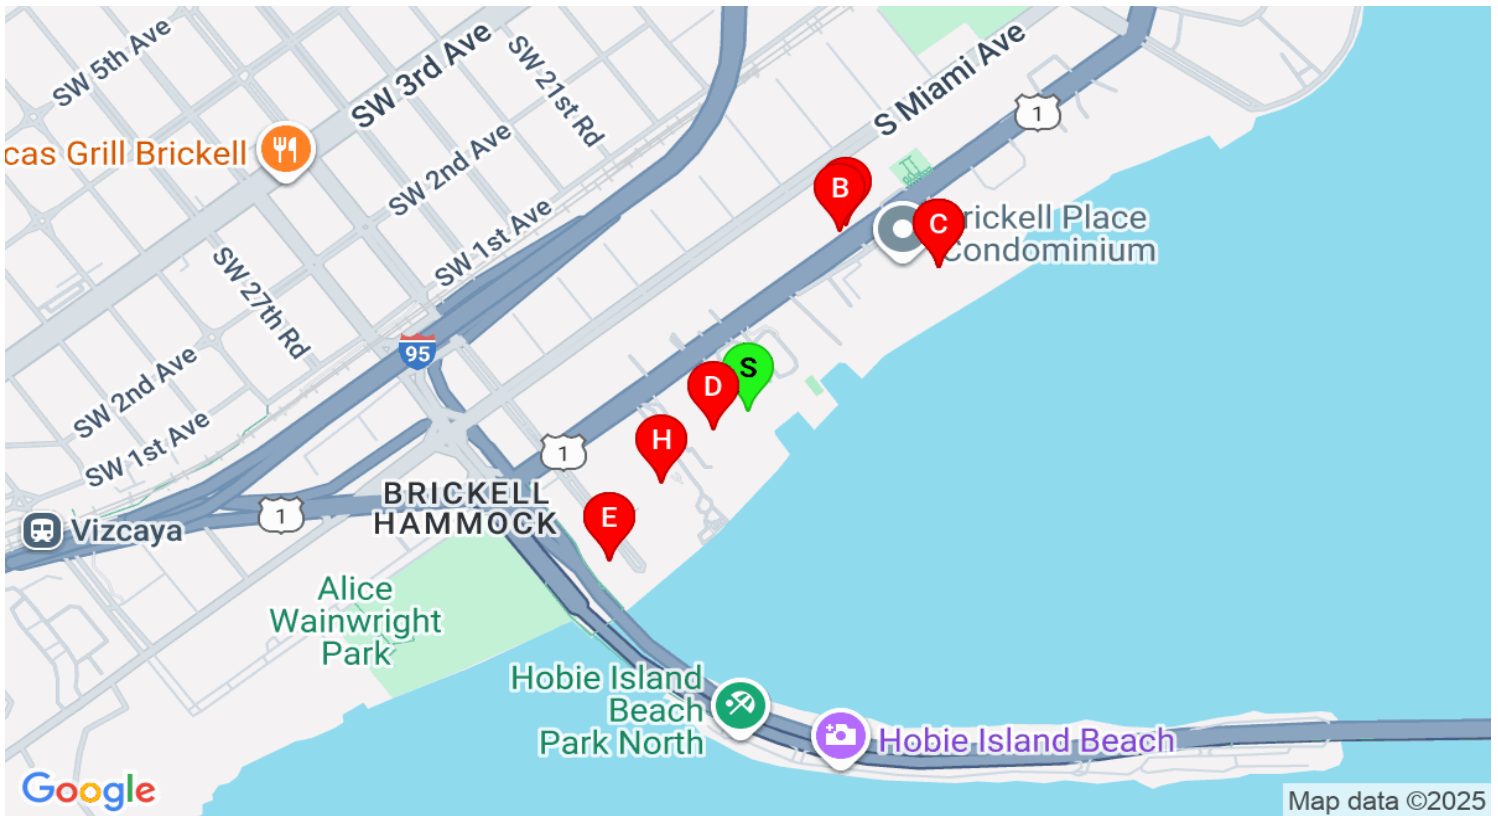 SW 5th Ave
SW 3rd Ave
SW 21st Rd
S Miami Ave
1
cas Grill Brickell
SW 2nd Ave
B
SW 1st Ave
C
rickell Place
Condominium
SW 27th Rd
95
S
D
SW 2nd Ave
H
SW 1st Ave
1
BRICKELL
HAMMOCK
E
1
Vizcaya
Alice
Wainwright
Park
Hobie Island
Beach
Park North
Hobie Island Beach
Google
Map data ©2025